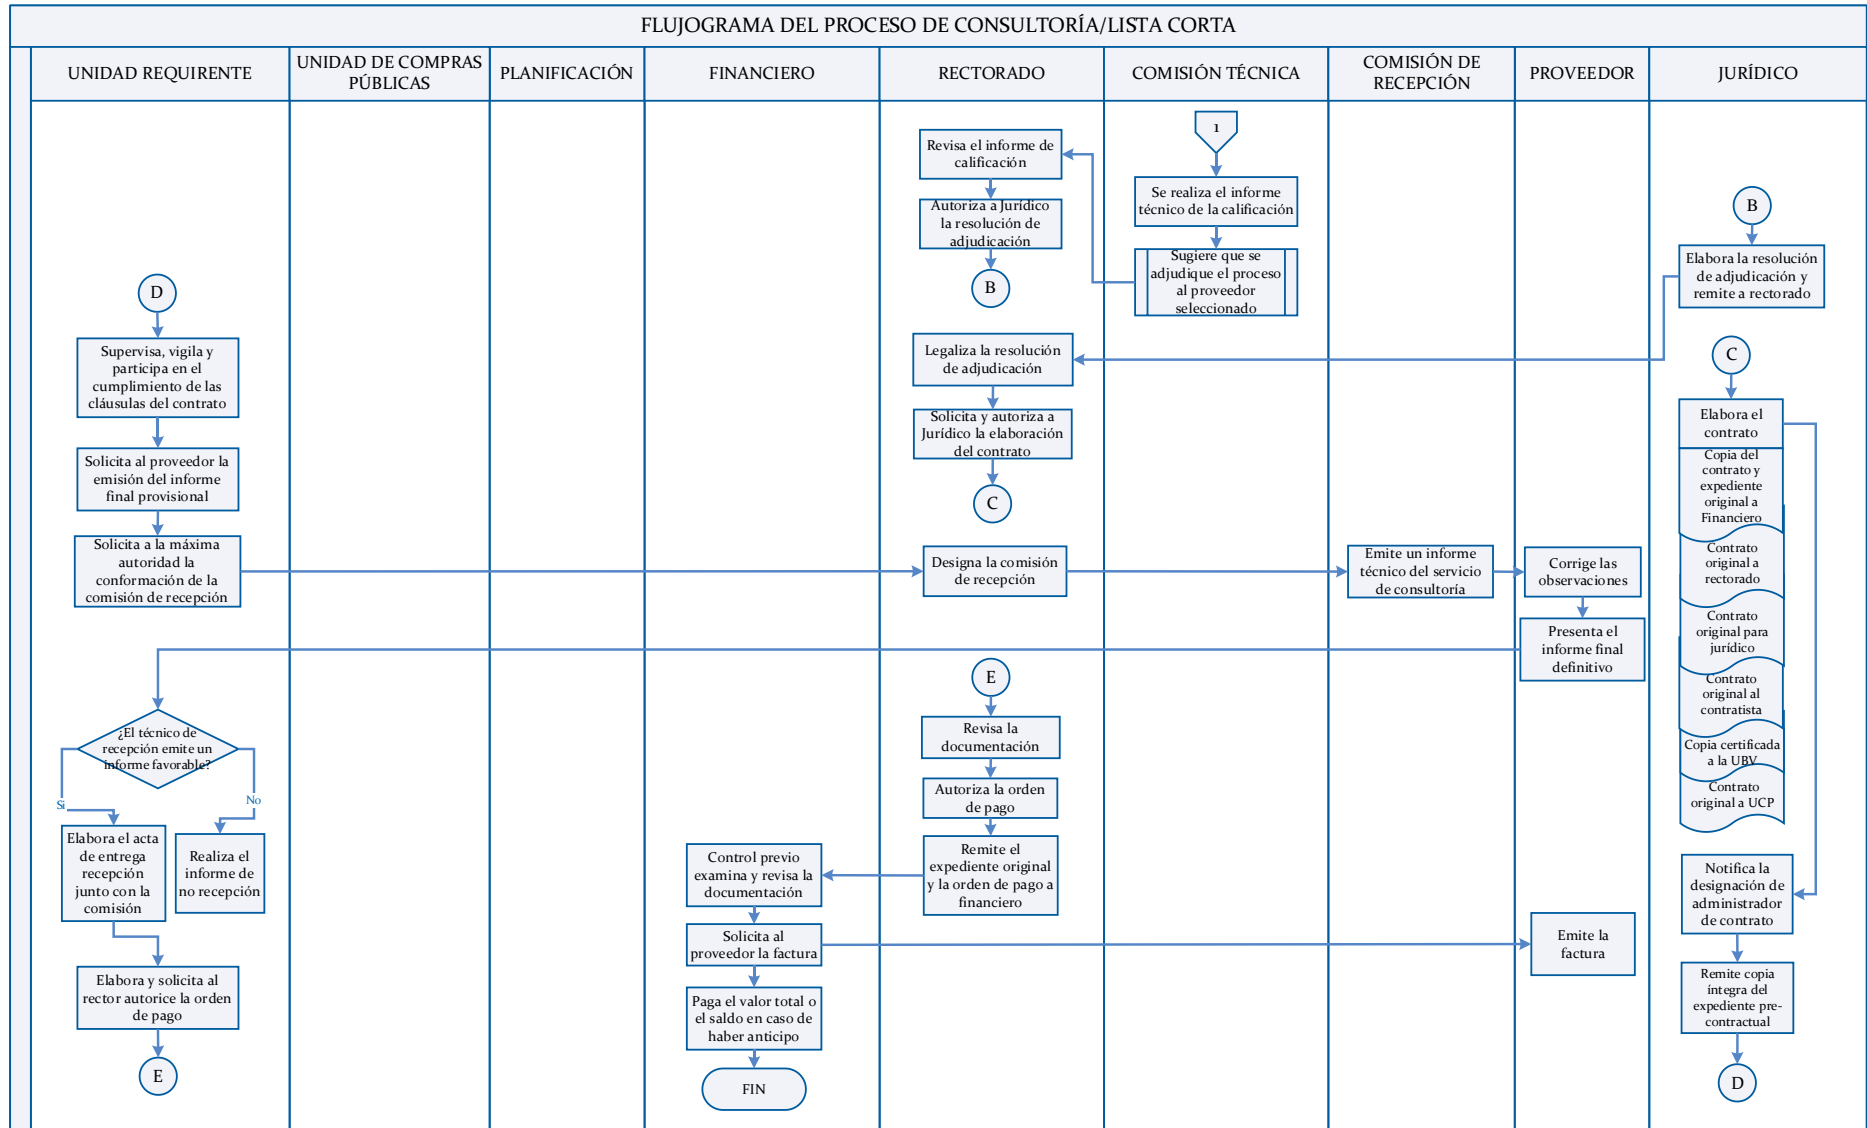 FLUJOGRAMA DEL PROCESO DE CONSULTORÍA/LISTA CORTA
UNIDAD REQUIRENTE
UNIDAD DE COMPRAS
PÚBLICAS
PLANIFICACIÓN
FINANCIERO
RECTORADO
COMISIÓN TÉCNICA
COMISIÓN DE
RECEPCIÓN
PROVEEDOR
JURÍDICO
1
Se realiza el informe
técnico de la calificación
Sugiere que se
adjudique el proceso
al proveedor
seleccionado
Revisa el informe de
calificación
Autoriza a Jurídico
la resolución de
adjudicación
B
B
Elabora la resolución
de adjudicación y
remite a rectorado
Legaliza la resolución
de adjudicación
Solicita y autoriza a
Jurídico la elaboración
del contrato
C
C
Elabora el
contrato
Copia del
contrato y
expediente
original a
Financiero
Contrato
original a
rectorado
Contrato
original para
jurídico
Contrato
original al
contratista
Copia certificada
a la UBV
Contrato
original a UCP
Notifica la
designación de
administrador
de contrato
Remite copia
íntegra del
expediente pre-
contractual
D
D
Supervisa, vigila y
participa en el
cumplimiento de las
cláusulas del contrato
Solicita al proveedor la
emisión del informe
final provisional
Solicita a la máxima
autoridad la
conformación de la
comisión de recepción
Designa la comisión
de recepción
Emite un informe
técnico del servicio
de consultoría
Corrige las
observaciones
Presenta el
informe final
definitivo
¿El técnico de
recepción emite un
informe favorable?
Si
No
Elabora el acta
de entrega
recepción
junto con la
comisión
Realiza el
informe de
no recepción
Elabora y solicita al
rector autorice la orden
de pago
E
E
Revisa la
documentación
Autoriza la orden
de pago
Remite el
expediente original
y la orden de pago a
financiero
Control previo
examina y revisa la
documentación
Solicita al
proveedor la factura
Emite la
factura
Paga el valor total o
el saldo en caso de
haber anticipo
FIN